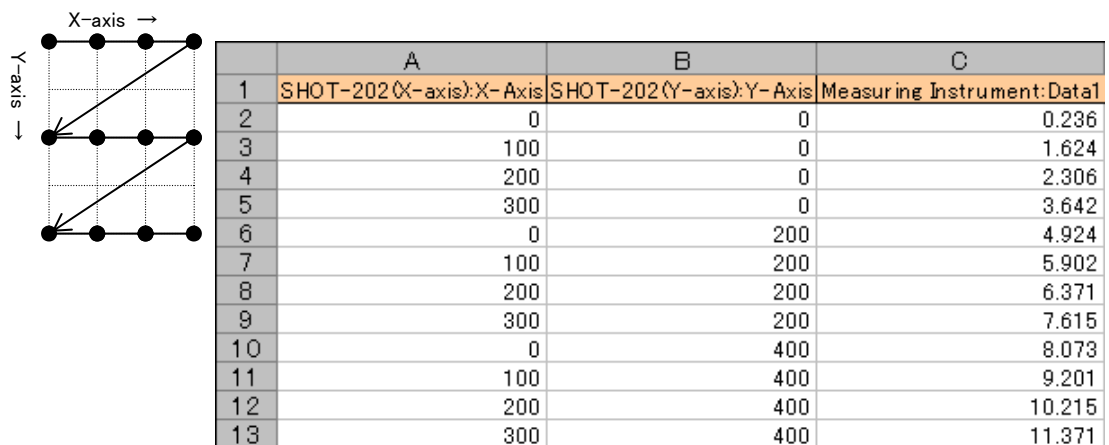 X-axis →
Y-axis →
A B C
1 SHOT-202(X-axis):X-Axis SHOT-202(Y-axis):Y-Axis Measuring Instrument:Data1
2 0 0 0.236
3 100 0 1.624
4 200 0 2.306
5 300 0 3.642
6 0 200 4.924
7 100 200 5.902
8 200 200 6.371
9 300 200 7.615
10 0 400 8.073
11 100 400 9.201
12 200 400 10.215
13 300 400 11.371